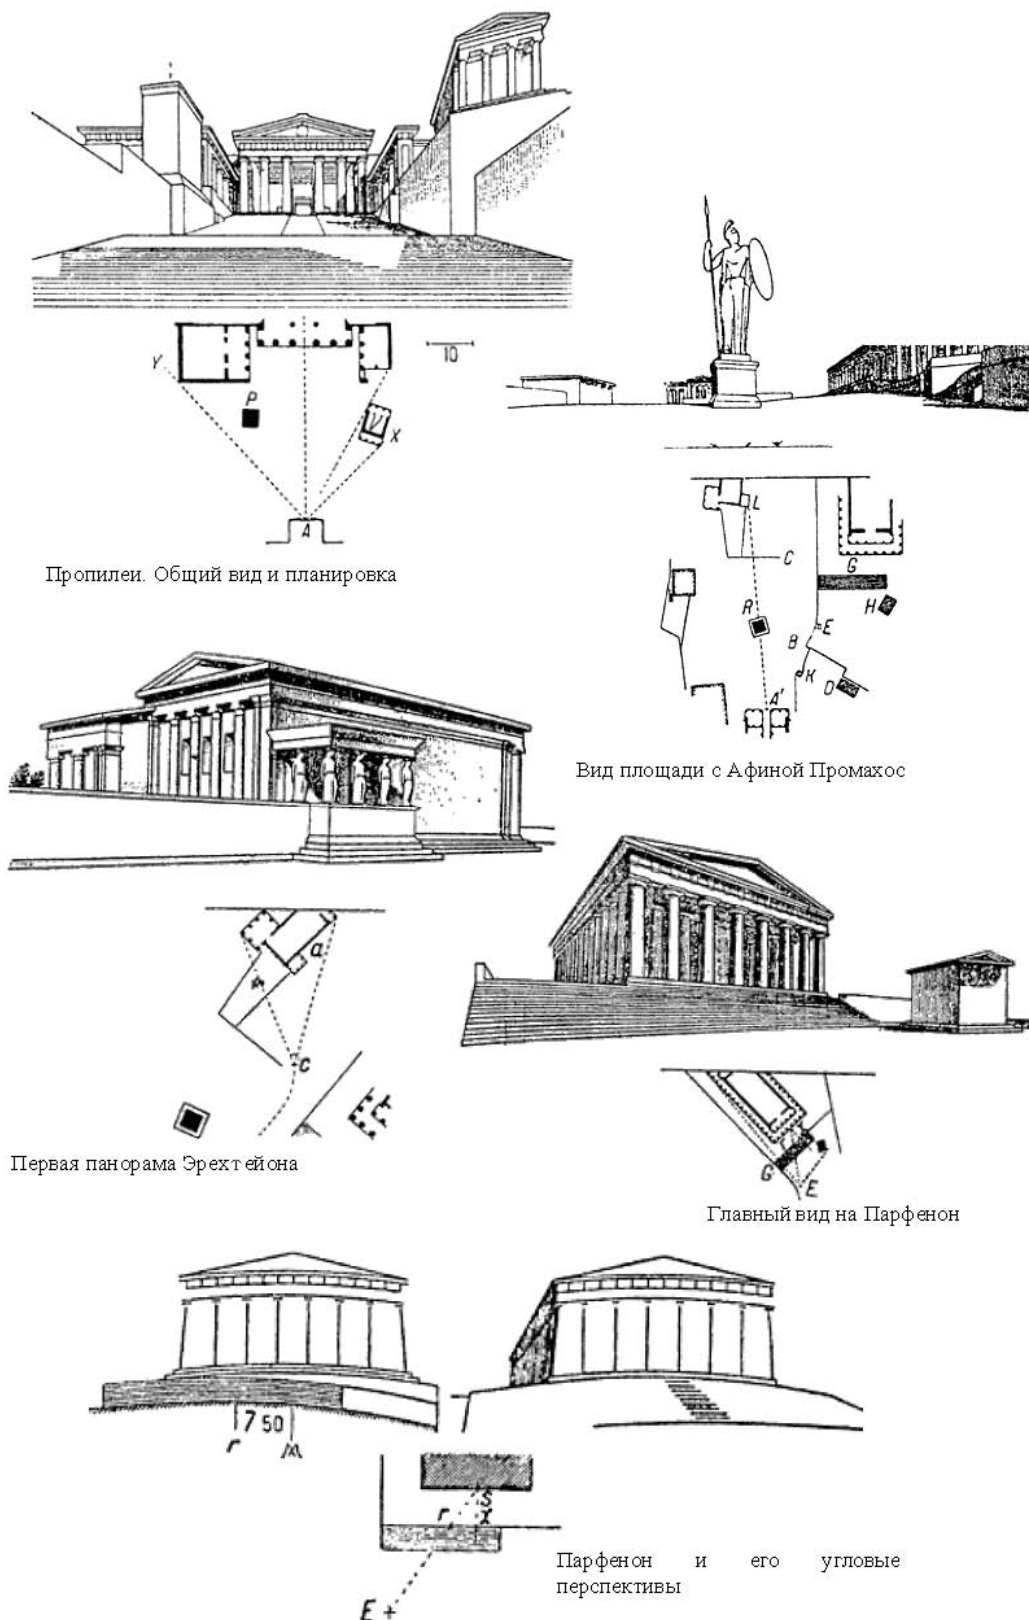 Y
P
V
X
A
10
Пропилеи. Общий вид и планировка
L
C
G
H
R
E
B
K
D
A'
Вид площади с Афиной Промахос
a
C
Первая панорама Эрехтейона
G
E
Главный вид на Парфенон
7 50
r
r
S
X
E
Парфенон и его угловые
перспективы